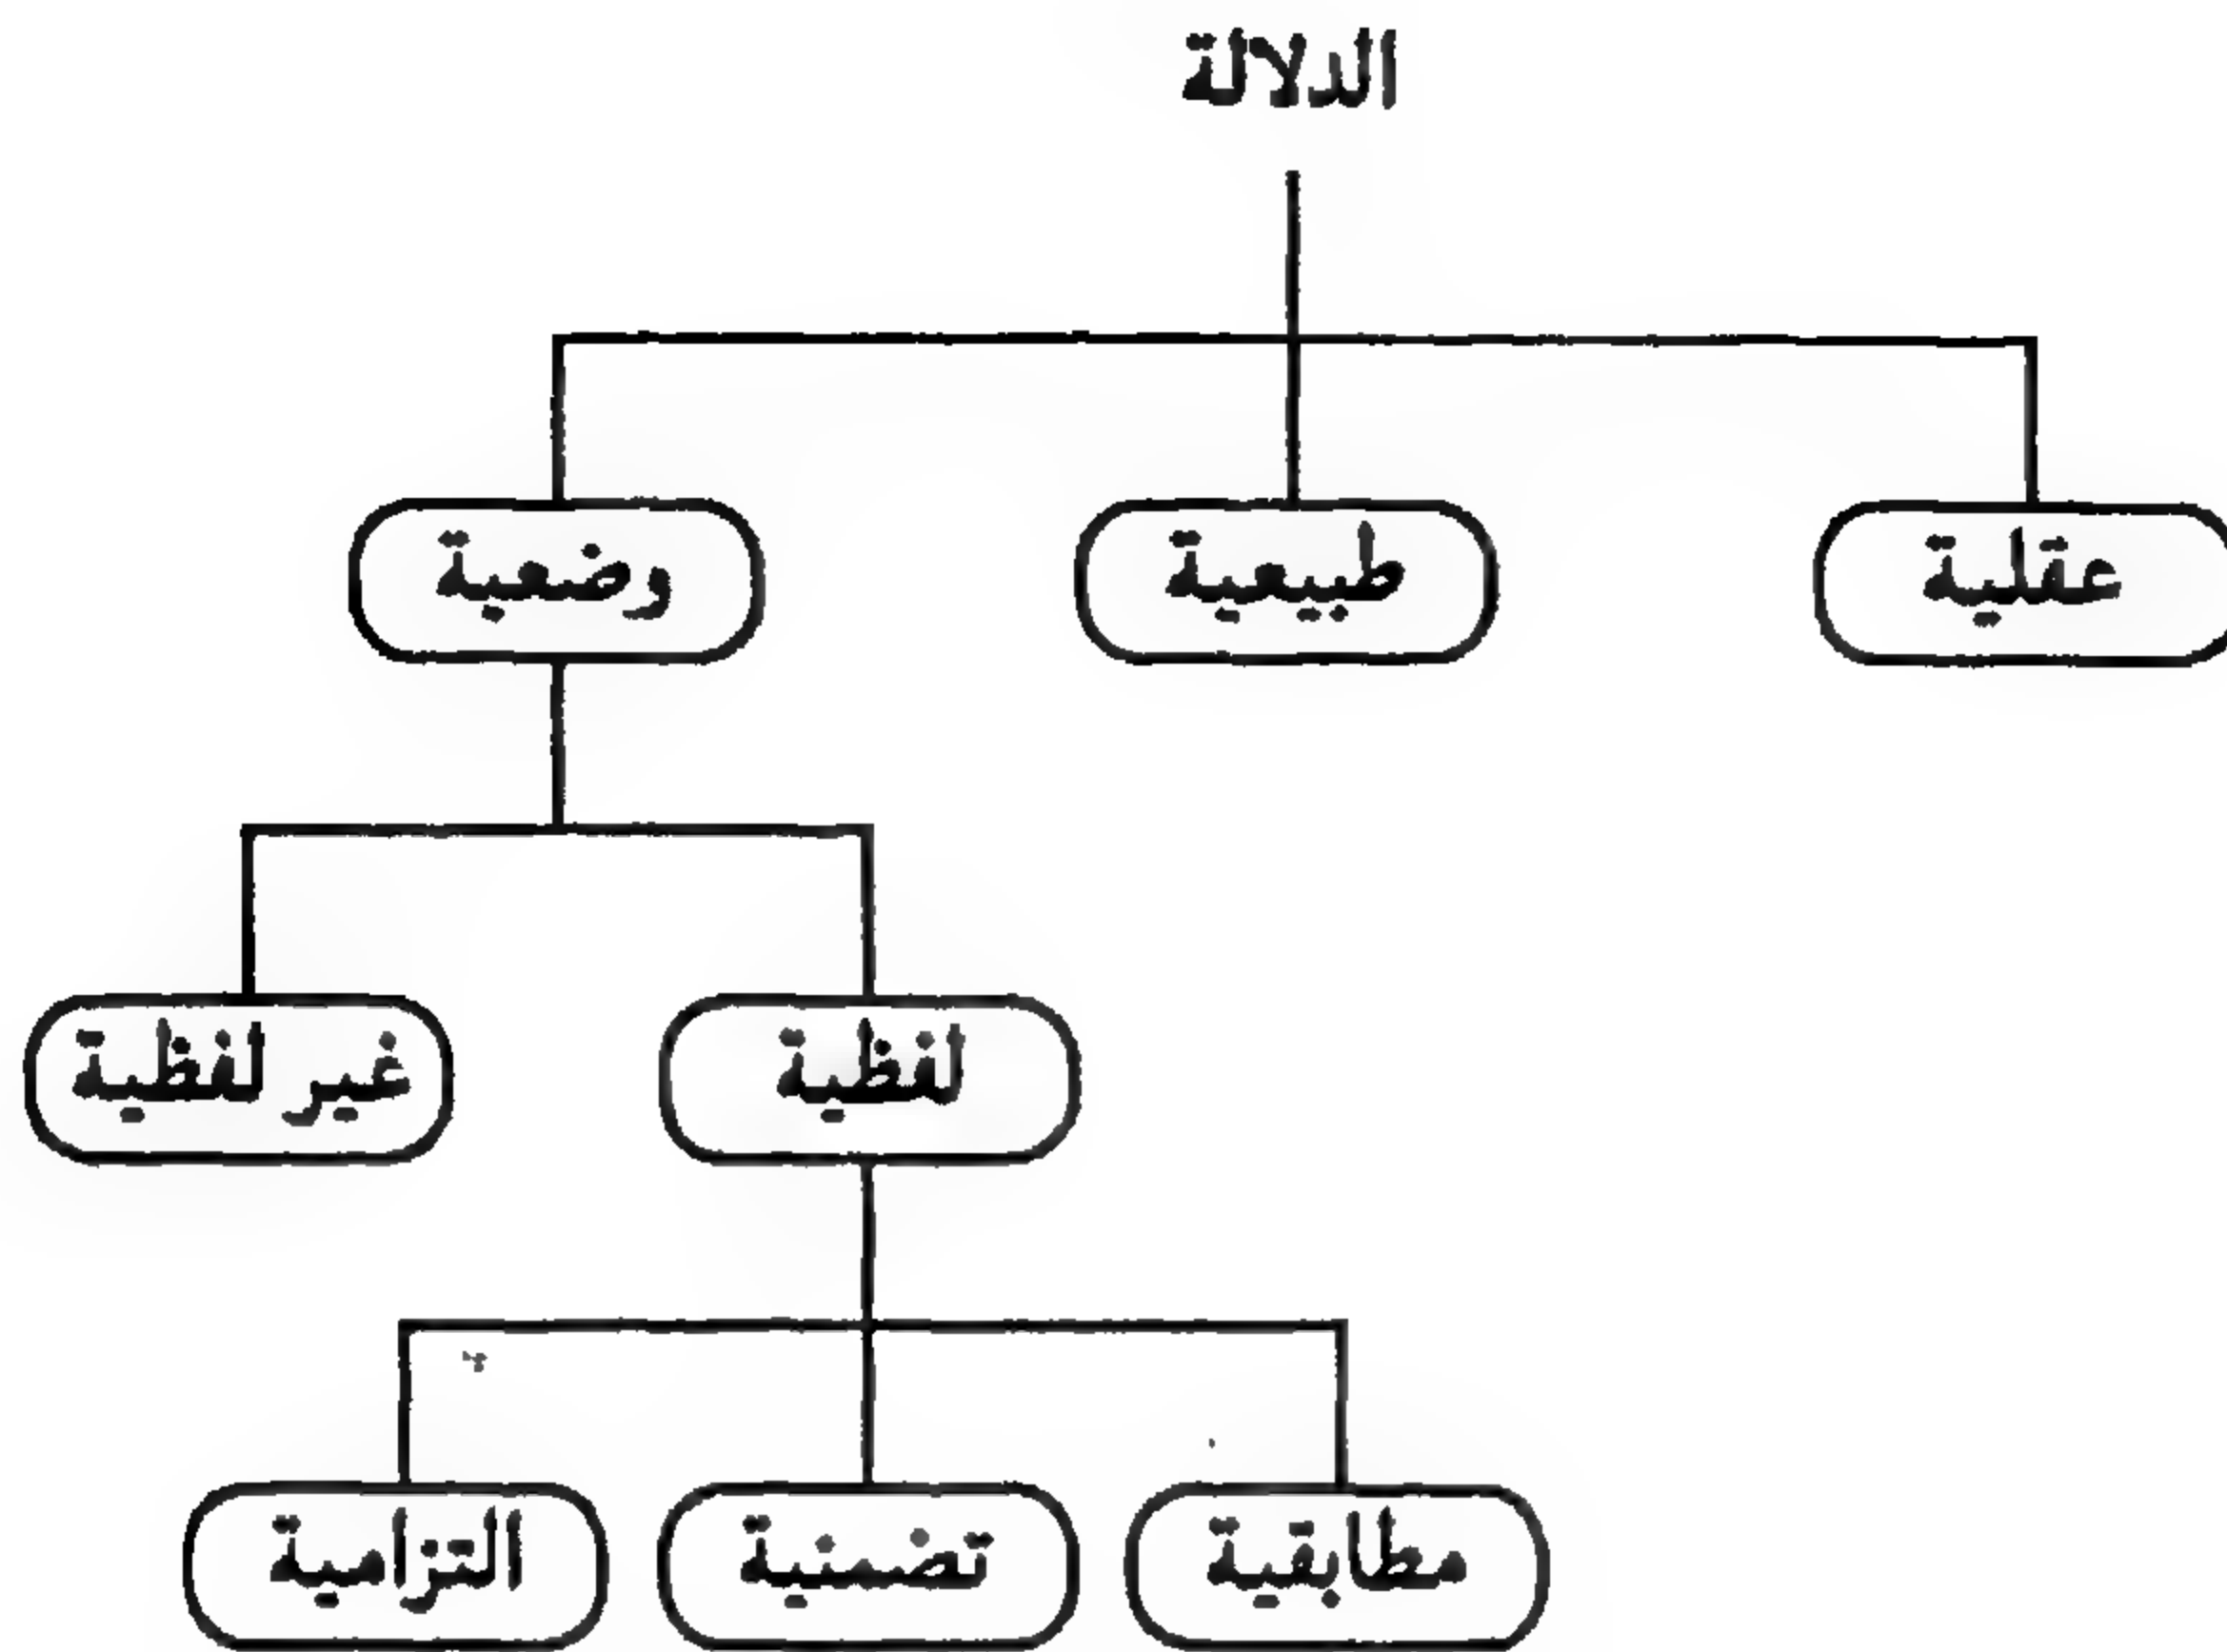 الدلالة
عقلية
طبيعية
وضعية
لفظية
غير لفظية
مطابقية
تضمنية
التزامية